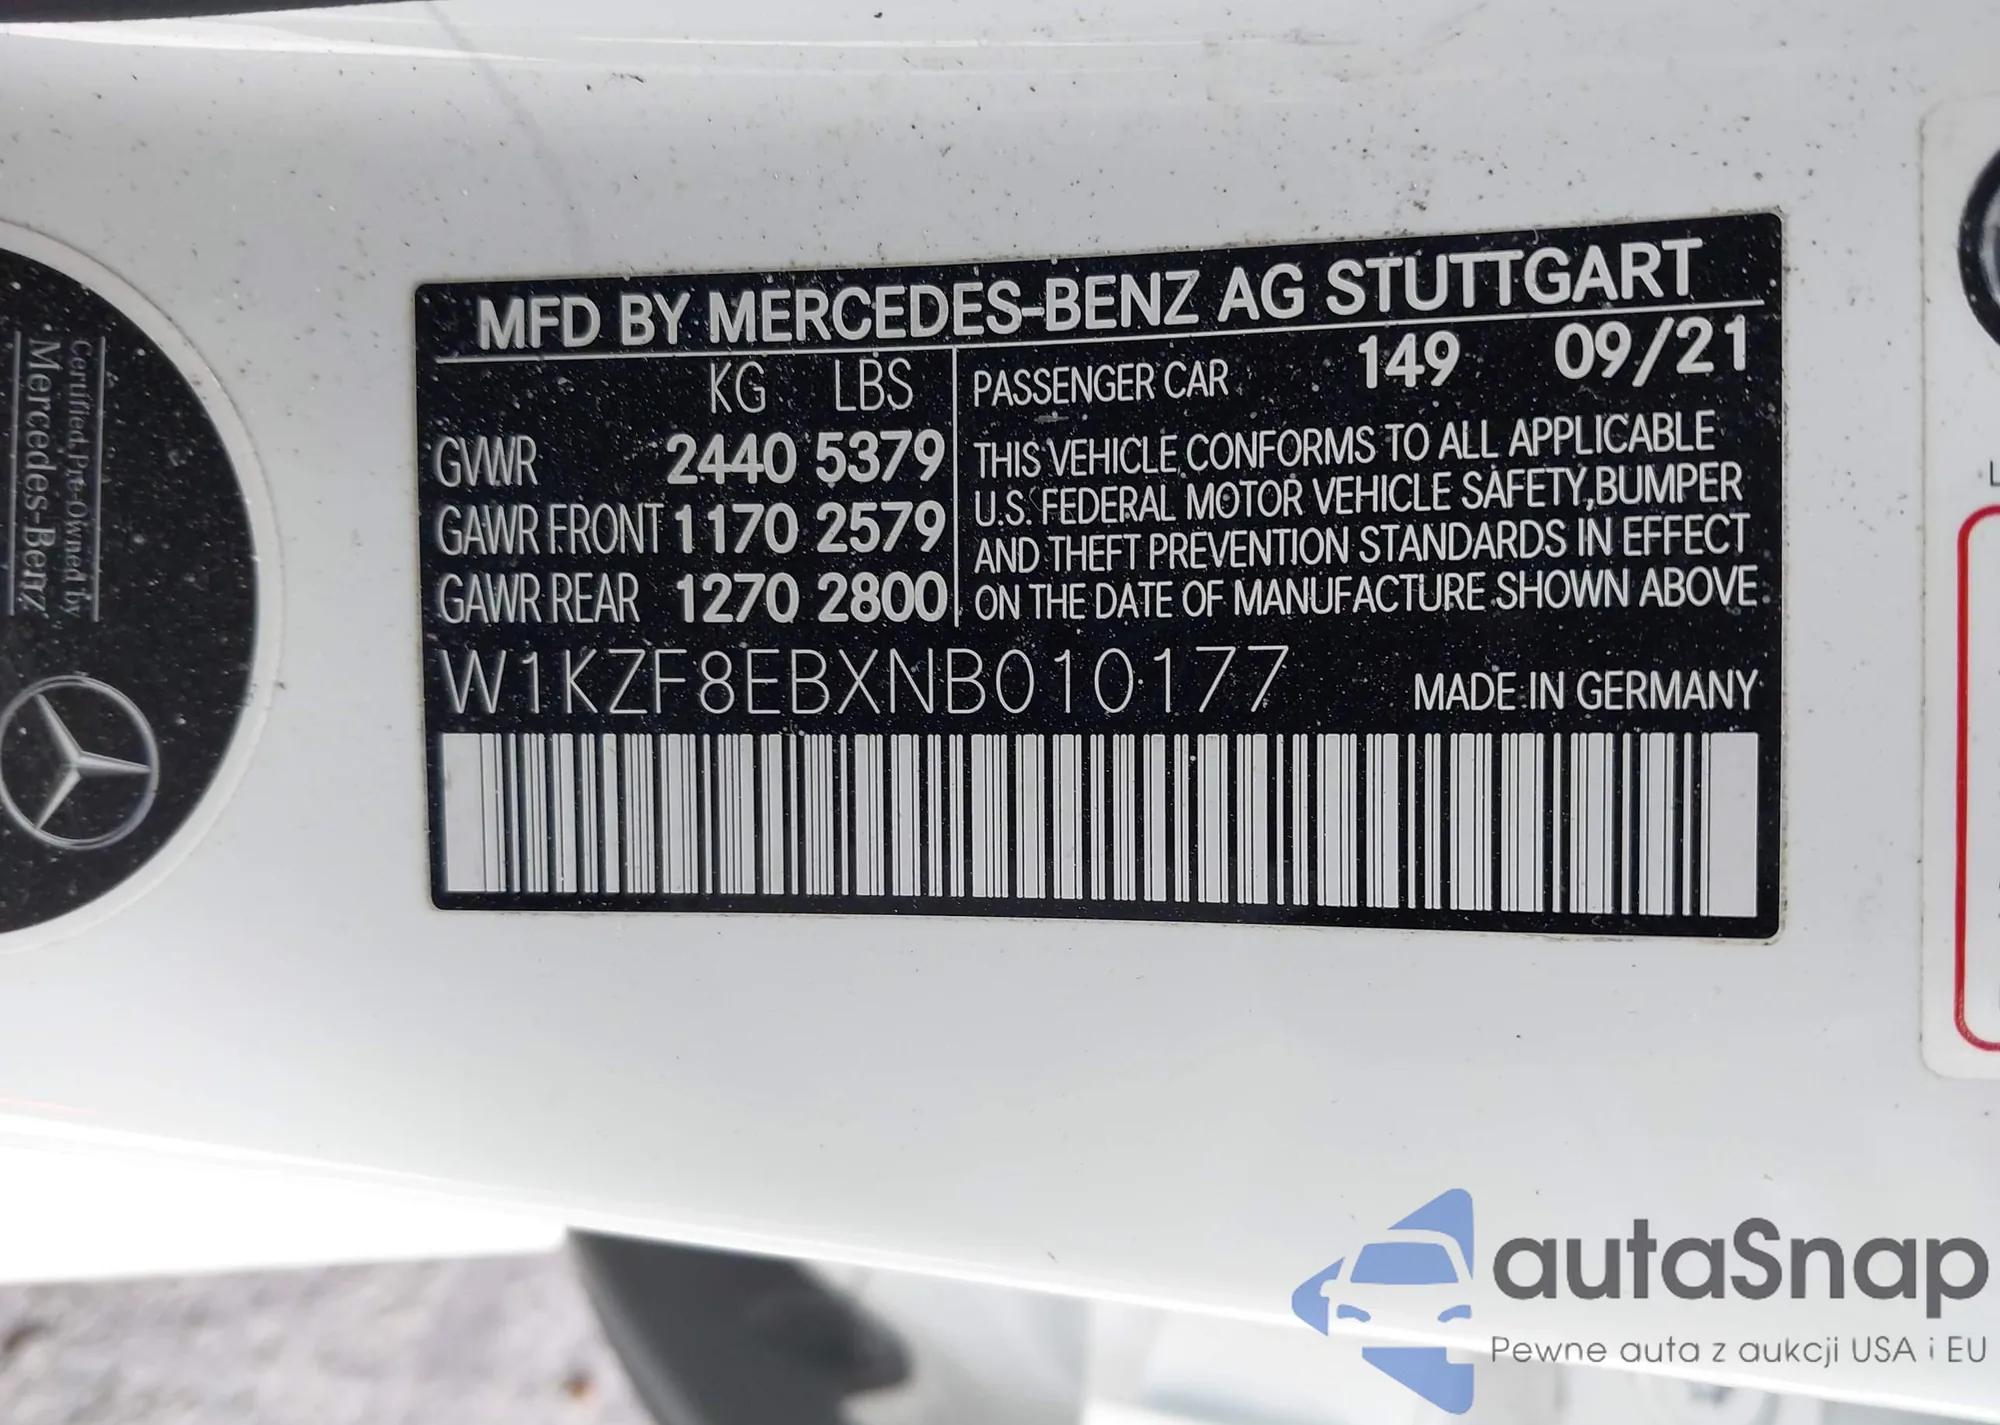 Certified Pre-Owned by
Mercedes-Benz
MFD BY MERCEDES-BENZ AG STUTTGART
KG LBS
PASSENGER CAR 149 09/21
GVWR 2440 5379
GAWR FRONT 1170 2579
GAWR REAR 1270 2800
THIS VEHICLE CONFORMS TO ALL APPLICABLE
U.S. FEDERAL MOTOR VEHICLE SAFETY, BUMPER
AND THEFT PREVENTION STANDARDS IN EFFECT
ON THE DATE OF MANUFACTURE SHOWN ABOVE.
W1KZF8EBXNB010177
MADE IN GERMANY
L
autaSnap
Pewne auta z aukcji USA i EU